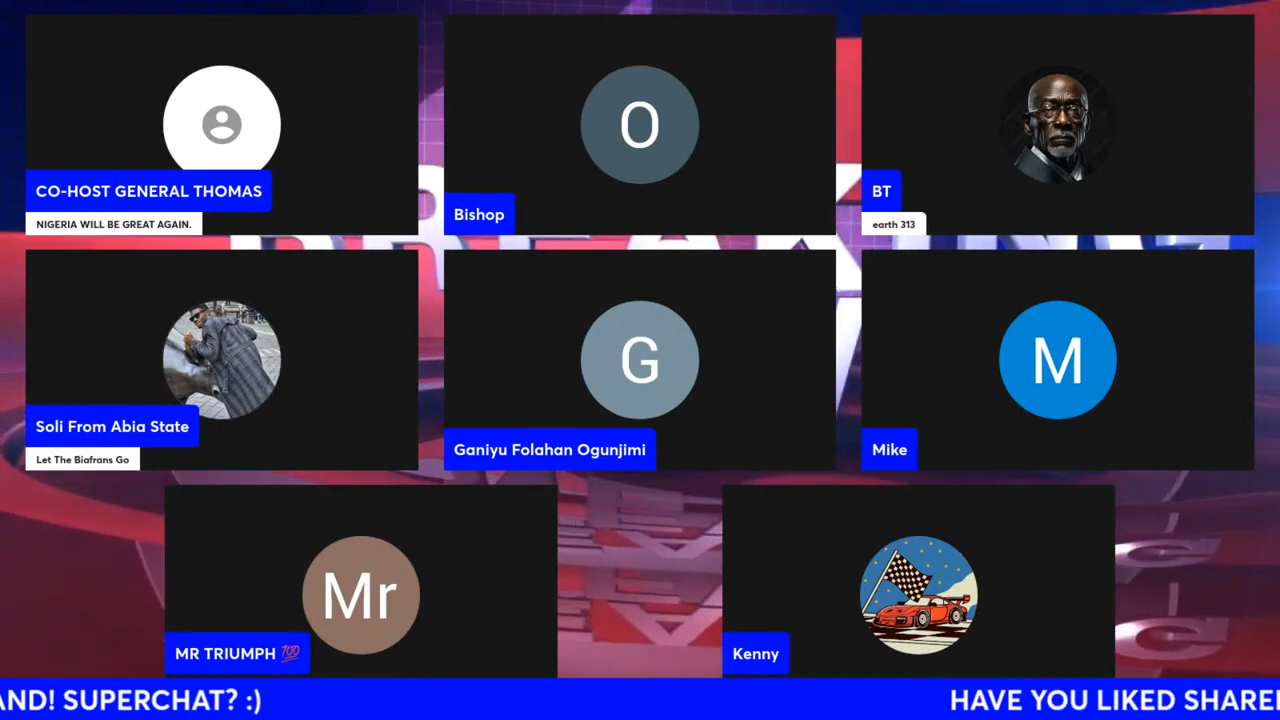 CO-HOST GENERAL THOMAS
NIGERIA WILL BE GREAT AGAIN.
O
Bishop
BT
earth 313
Soli From Abia State
Let The Biafrans Go
G
Ganiyu Folahan Ogunjimi
M
Mike
Mr
MR TRIUMPH 💯
Kenny
AND! SUPERCHAT? :) HAVE YOU LIKED SHARE